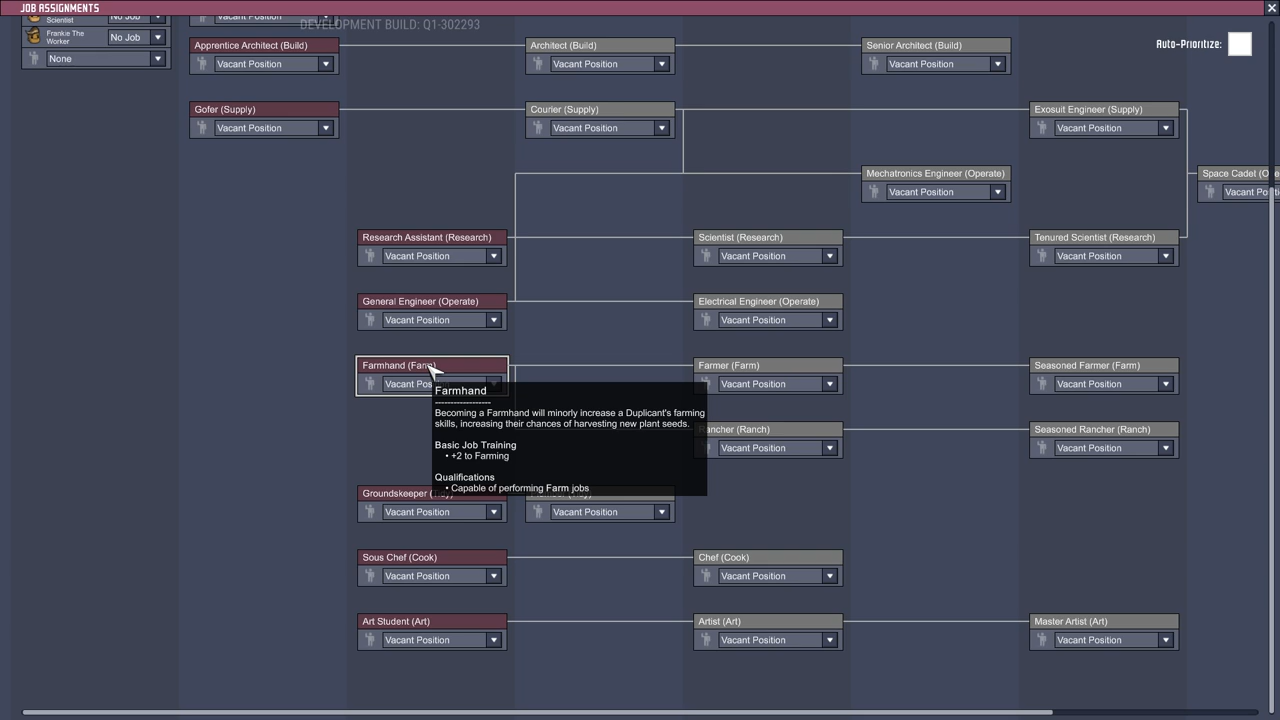 JOB ASSIGNMENTS
DEVELOPMENT BUILD: Q1-302293
Scientist
No Job
Frankie The
Worker
No Job
None
Auto-Prioritize:
Apprentice Architect (Build)
Vacant Position
Architect (Build)
Vacant Position
Senior Architect (Build)
Vacant Position
Gofer (Supply)
Vacant Position
Courier (Supply)
Vacant Position
Exosuit Engineer (Supply)
Vacant Position
Mechatronics Engineer (Operate)
Vacant Position
Space Cadet
Vacant
Research Assistant (Research)
Vacant Position
Scientist (Research)
Vacant Position
Tenured Scientist (Research)
Vacant Position
General Engineer (Operate)
Vacant Position
Electrical Engineer (Operate)
Vacant Position
Farmhand (Farm)
Vacant
Farmer (Farm)
Vacant Position
Seasoned Farmer (Farm)
Vacant Position
Farmhand
------------------
Becoming a Farmhand will minorly increase a Duplicant's farming
skills, increasing their chances of harvesting new plant seeds.
Basic Job Training
• +2 to Farming
Qualifications
• Capable of performing Farm jobs
Rancher (Ranch)
Vacant Position
Seasoned Rancher (Ranch)
Vacant Position
Groundskeeper
Vacant Position
Vacant Position
Sous Chef (Cook)
Vacant Position
Chef (Cook)
Vacant Position
Art Student (Art)
Vacant Position
Artist (Art)
Vacant Position
Master Artist (Art)
Vacant Position